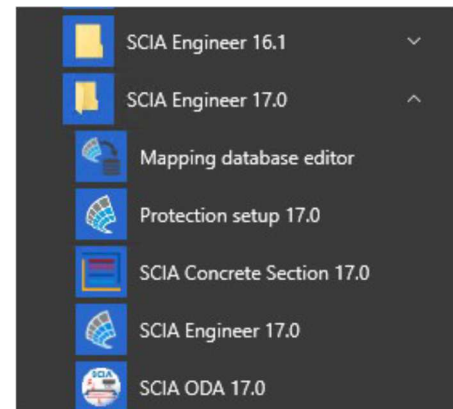 SCIA Engineer 16.1
SCIA Engineer 17.0
Mapping database editor
Protection setup 17.0
SCIA Concrete Section 17.0
SCIA Engineer 17.0
SCIA
SCIA ODA 17.0